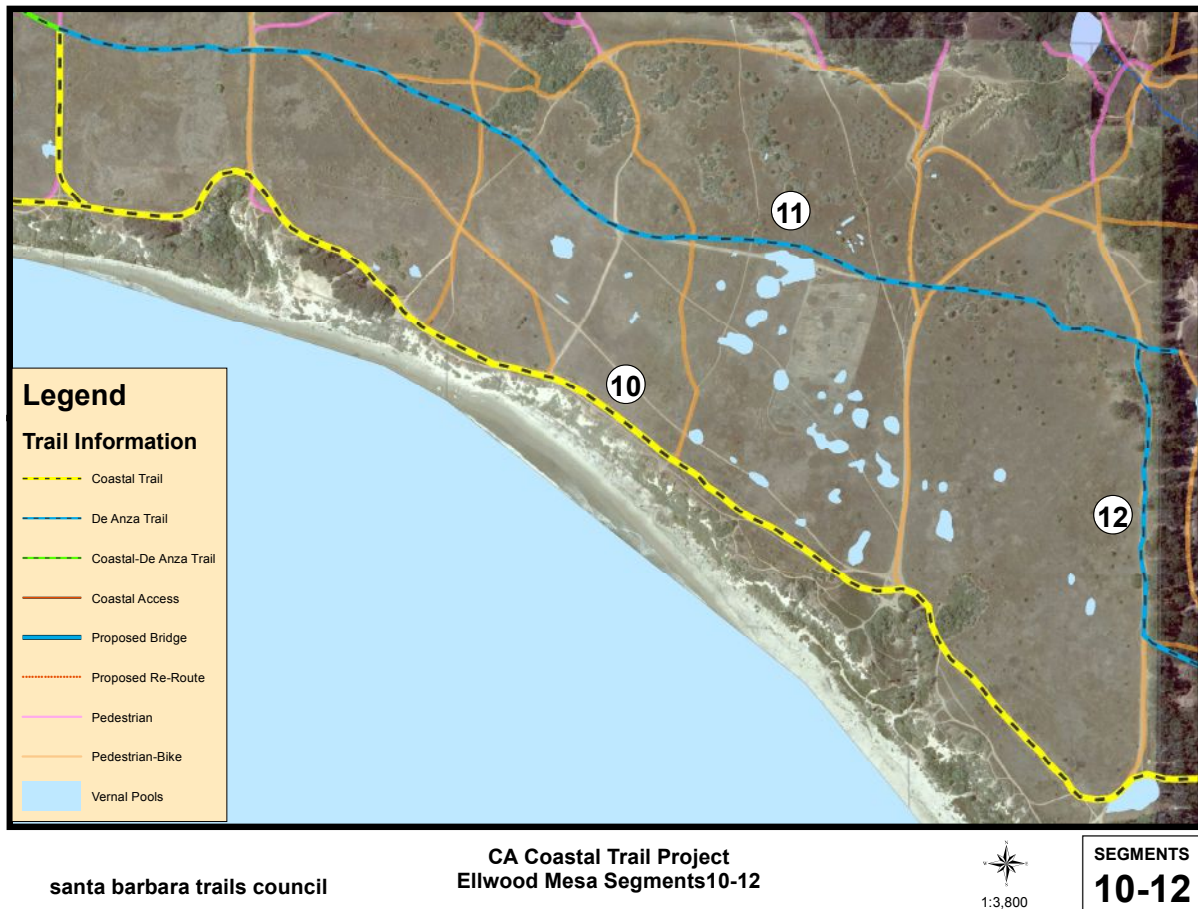 11
10
12
Legend
Trail Information
Coastal Trail
De Anza Trail
Coastal-De Anza Trail
Coastal Access
Proposed Bridge
Proposed Re-Route
Pedestrian
Pedestrian-Bike
Vernal Pools
santa barbara trails council
CA Coastal Trail Project
Ellwood Mesa Segments10-12
1:3,800
SEGMENTS
10-12